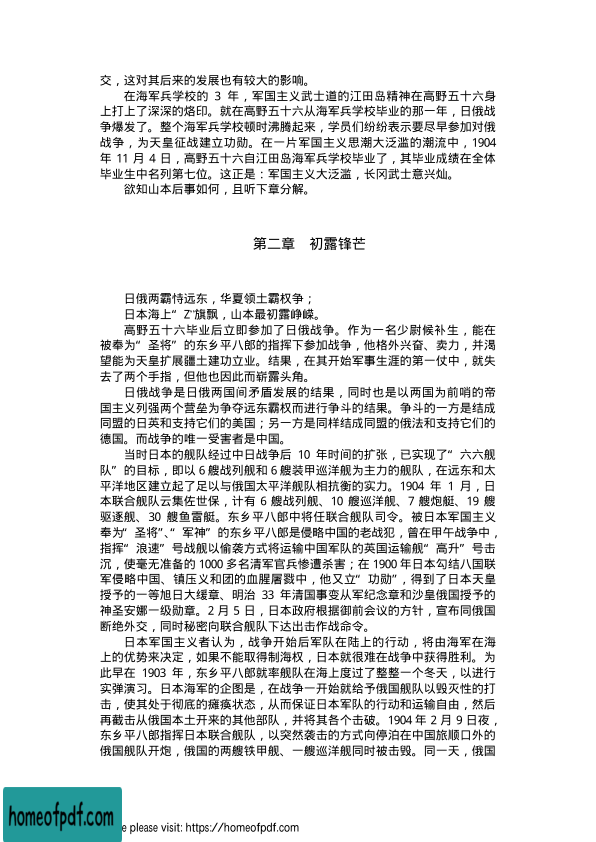 交，这对其后来的发展也有较大的影响。
在海军兵学校的 3 年，军国主义武士道的江田岛精神在高野五十六身
上打上了深深的烙印。就在高野五十六从海军兵学校毕业的那一年，日俄战
争爆发了。整个海军兵学校顿时沸腾起来，学员们纷纷表示要尽早参加对俄
战争，为天皇征战建立功勋。在一片军国主义思潮大泛滥的潮流中，1904
年 11 月 4 日，高野五十六自江田岛海军兵学校毕业了，其毕业成绩在全体
毕业生中名列第七位。这正是：军国主义大泛滥，长冈武士意兴灿。
欲知山本后事如何，且听下章分解。
第二章　初露锋芒
日俄两霸恃远东，华夏领土霸权争；
日本海上“Z”旗飘，山本最初露峥嵘。
高野五十六毕业后立即参加了日俄战争。作为一名少尉候补生，能在
被奉为“圣将”的东乡平八郎的指挥下参加战争，他格外兴奋、卖力，并渴
望能为天皇扩展疆土建功立业。结果，在其开始军事生涯的第一仗中，就失
去了两个手指，但他也因此而崭露头角。
日俄战争是日俄两国间矛盾发展的结果，同时也是以两国为前哨的帝
国主义列强两个营垒为争夺远东霸权而进行争斗的结果。争斗的一方是结成
同盟的日英和支持它们的美国；另一方是同样结成同盟的俄法和支持它们的
德国。而战争的唯一受害者是中国。
当时日本的舰队经过中日战争后 10 年时间的扩张，已实现了“六六舰
队”的目标，即以 6 艘战列舰和 6 艘装甲巡洋舰为主力的舰队，在远东和太
平洋地区建立起了足以与俄国太平洋舰队相抗衡的实力。1904 年 1 月，日
本联合舰队云集佐世保，计有 6 艘战列舰、10 艘巡洋舰、7 艘炮艇、19 艘
驱逐舰、30 艘鱼雷艇。东乡平八郎中将任联合舰队司令。被日本军国主义
奉为“圣将”、“军神”的东乡平八郎是侵略中国的老战犯，曾在甲午战争中，
指挥“浪速”号战舰以偷袭方式将运输中国军队的英国运输舰“高升”号击
沉，使毫无准备的 1000 多名清军官兵惨遭杀害；在 1900 年日本勾结八国联
军侵略中国、镇压义和团的血腥屠戮中，他又立“功勋”，得到了日本天皇
授予的一等旭日大缓章、明治 33 年清国事变从军纪念章和沙皇俄国授予的
神圣安娜一级勋章。2 月 5 日，日本政府根据御前会议的方针，宣布同俄国
断绝外交，同时秘密向联合舰队下达出击作战命令。
日本军国主义者认为，战争开始后军队在陆上的行动，将由海军在海
上的优势来决定，如果不能取得制海权，日本就很难在战争中获得胜利。为
此早在 1903 年，东乡平八郎就率舰队在海上度过了整整一个冬天，以进行
实弹演习。日本海军的企图是，在战争一开始就给予俄国舰队以毁灭性的打
击，使其处于彻底的瘫痪状态，从而保证日本军队的行动和运输自由，然后
再截击从俄国本土开来的其他部队，并将其各个击破。1904 年 2 月 9 日夜，
东乡平八郎指挥日本联合舰队，以突然袭击的方式向停泊在中国旅顺口外的
俄国舰队开炮，俄国的两艘铁甲舰、一艘巡洋舰同时被击毁。同一天，俄国
homeofpdf.com
e please visit: https://homeofpdf.com